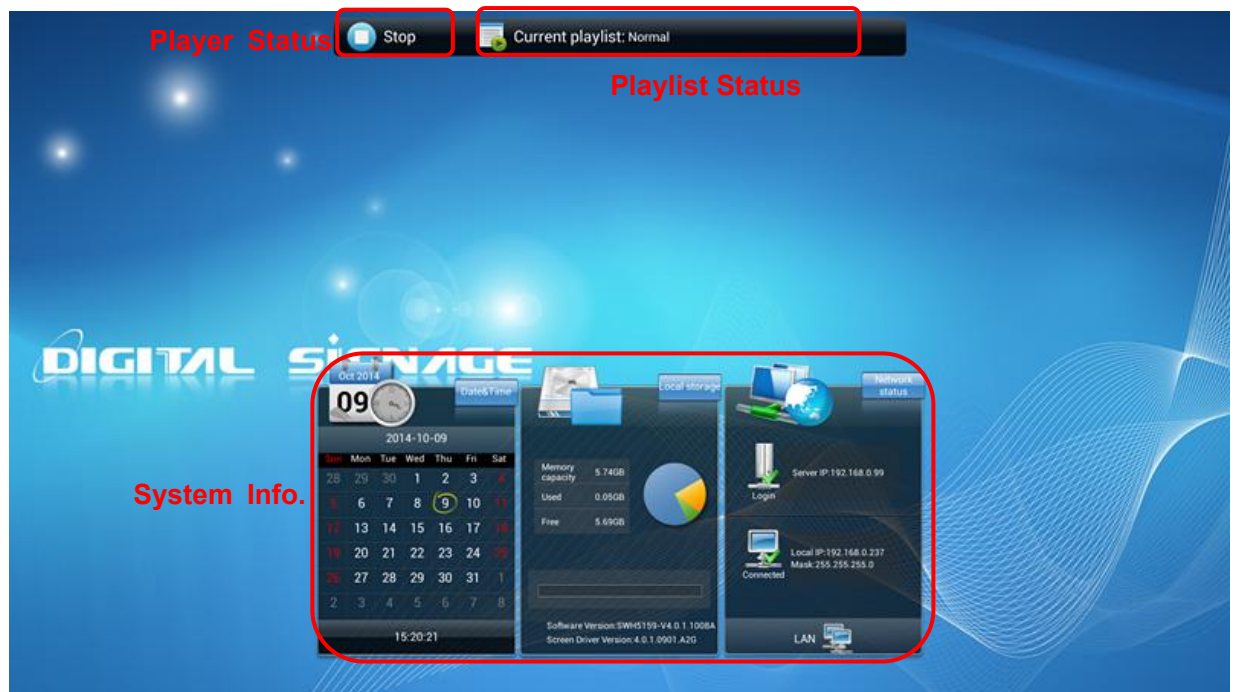 Player Status
Stop
Current playlist: Normal
Playlist Status
DIGITAL SIGNAGE
System Info.
Oct 2014
09
Date&Time
2014-10-09
Sun Mon Tue Wed Thu Fri Sat
28 29 30 1 2 3 4
5 6 7 8 9 10 11
12 13 14 15 16 17 18
19 20 21 22 23 24 25
26 27 28 29 30 31 1
2 3 4 5 6 7 8
15:20:21
Local storage
Memory
capacity 5.74GB
Used 0.05GB
Free 5.69GB
Software Version:SWH5159-V4.0.1.1008A
Screen Driver Version:4.0.1.0901.A2G
Network
status
Server IP:192.168.0.99
Login
Local IP:192.168.0.237
Mask:255.255.255.0
Connected
LAN